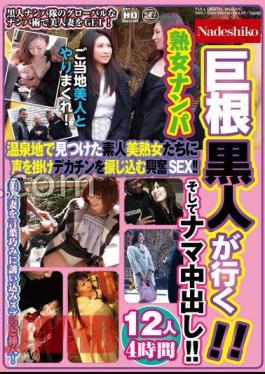 黒人ナンパ隊のグローバルな
ナンパ術で美人妻をGET!
HD
FULL DIGITAL MOSAIC
Nadeshiko
ご当地美人と
やりまくれ!
熟女ナンパ
巨根黒人が行く!!
温泉地で見つけた素人美熟女たちに
声を掛けデカチンを捩じ込む興奮SEX!!
そしてナマ中出し!!
12人
4時間